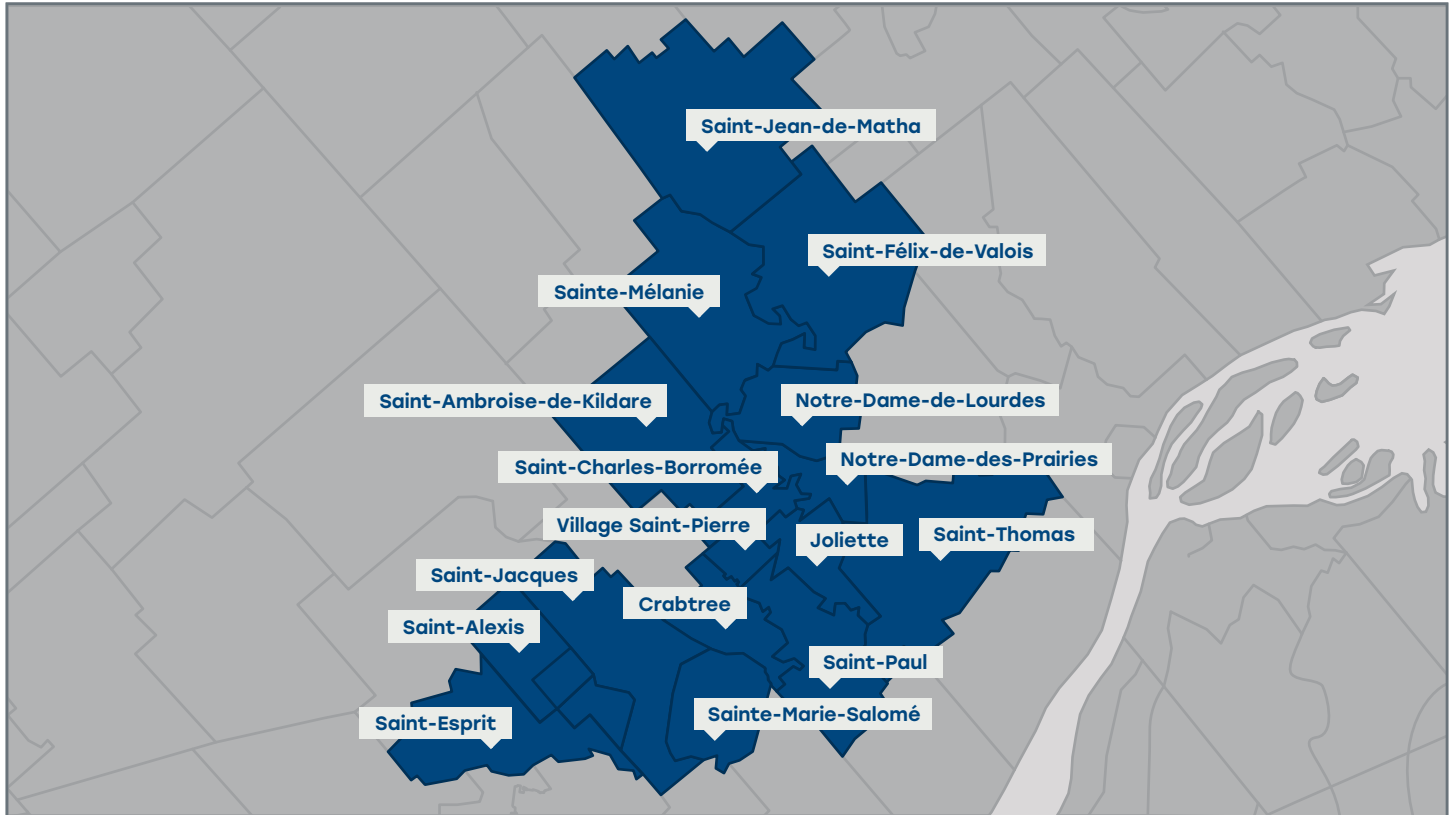 Saint-Jean-de-Matha
Saint-Félix-de-Valois
Sainte-Mélanie
Saint-Ambroise-de-Kildare
Notre-Dame-de-Lourdes
Notre-Dame-des-Prairies
Saint-Charles-Borromée
Village Saint-Pierre
Joliette
Saint-Thomas
Saint-Jacques
Crabtree
Saint-Alexis
Saint-Paul
Sainte-Marie-Salomé
Saint-Esprit